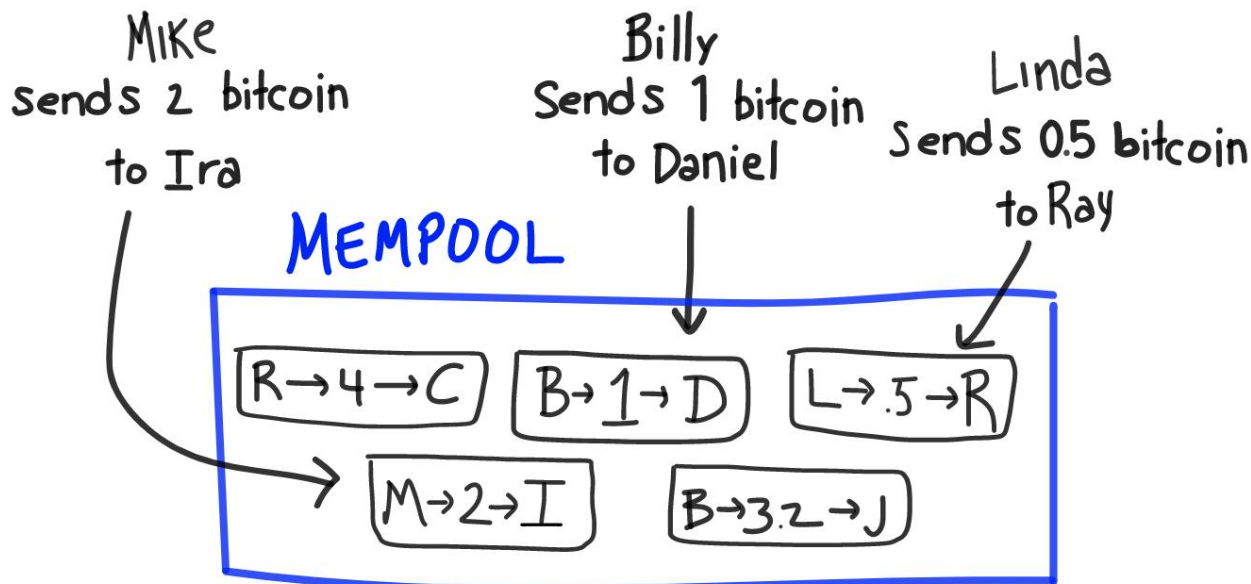 Mike
sends 2 bitcoin
to Ira
Billy
Sends 1 bitcoin
to Daniel
Linda
Sends 0.5 bitcoin
to Ray
MEMPOOL
R→4→C
B→1→D
L→.5→R
M→2→I
B→3.2→J